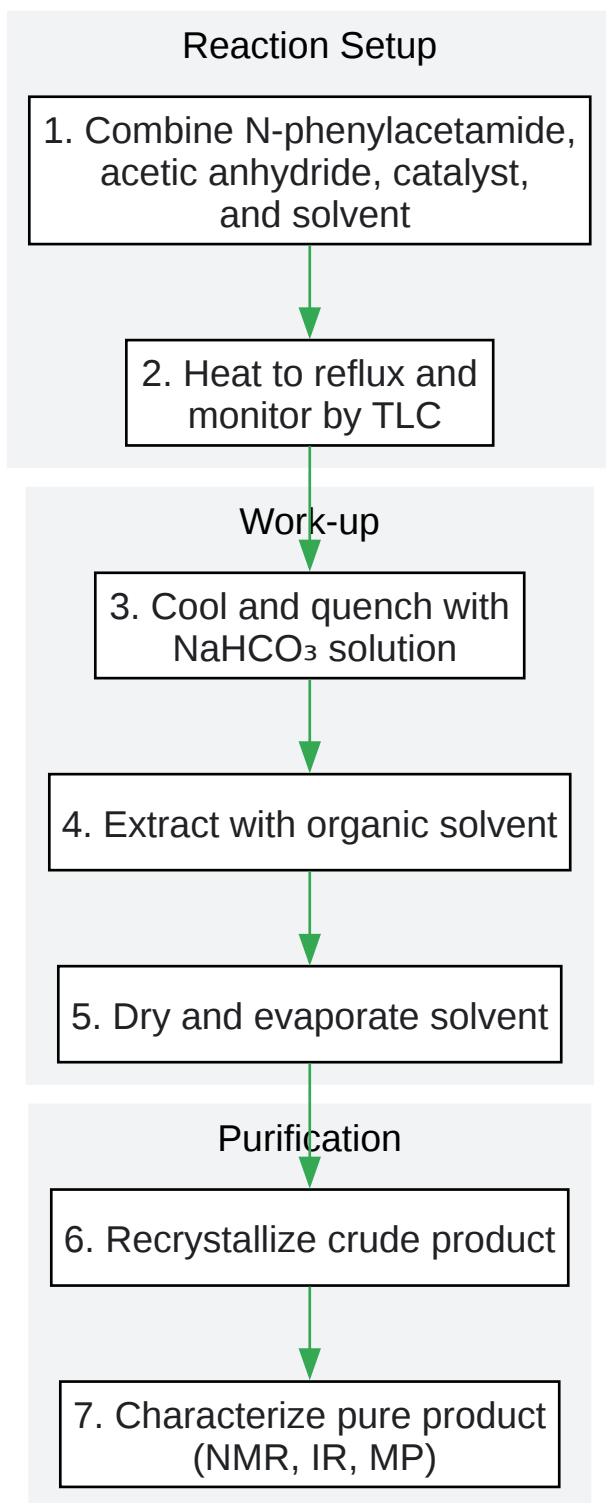 Reaction Setup
1. Combine N-phenylacetamide,
acetic anhydride, catalyst,
and solvent
2. Heat to reflux and
monitor by TLC
Work-up
3. Cool and quench with
NaHCO₃ solution
4. Extract with organic solvent
5. Dry and evaporate solvent
Purification
6. Recrystallize crude product
7. Characterize pure product
(NMR, IR, MP)